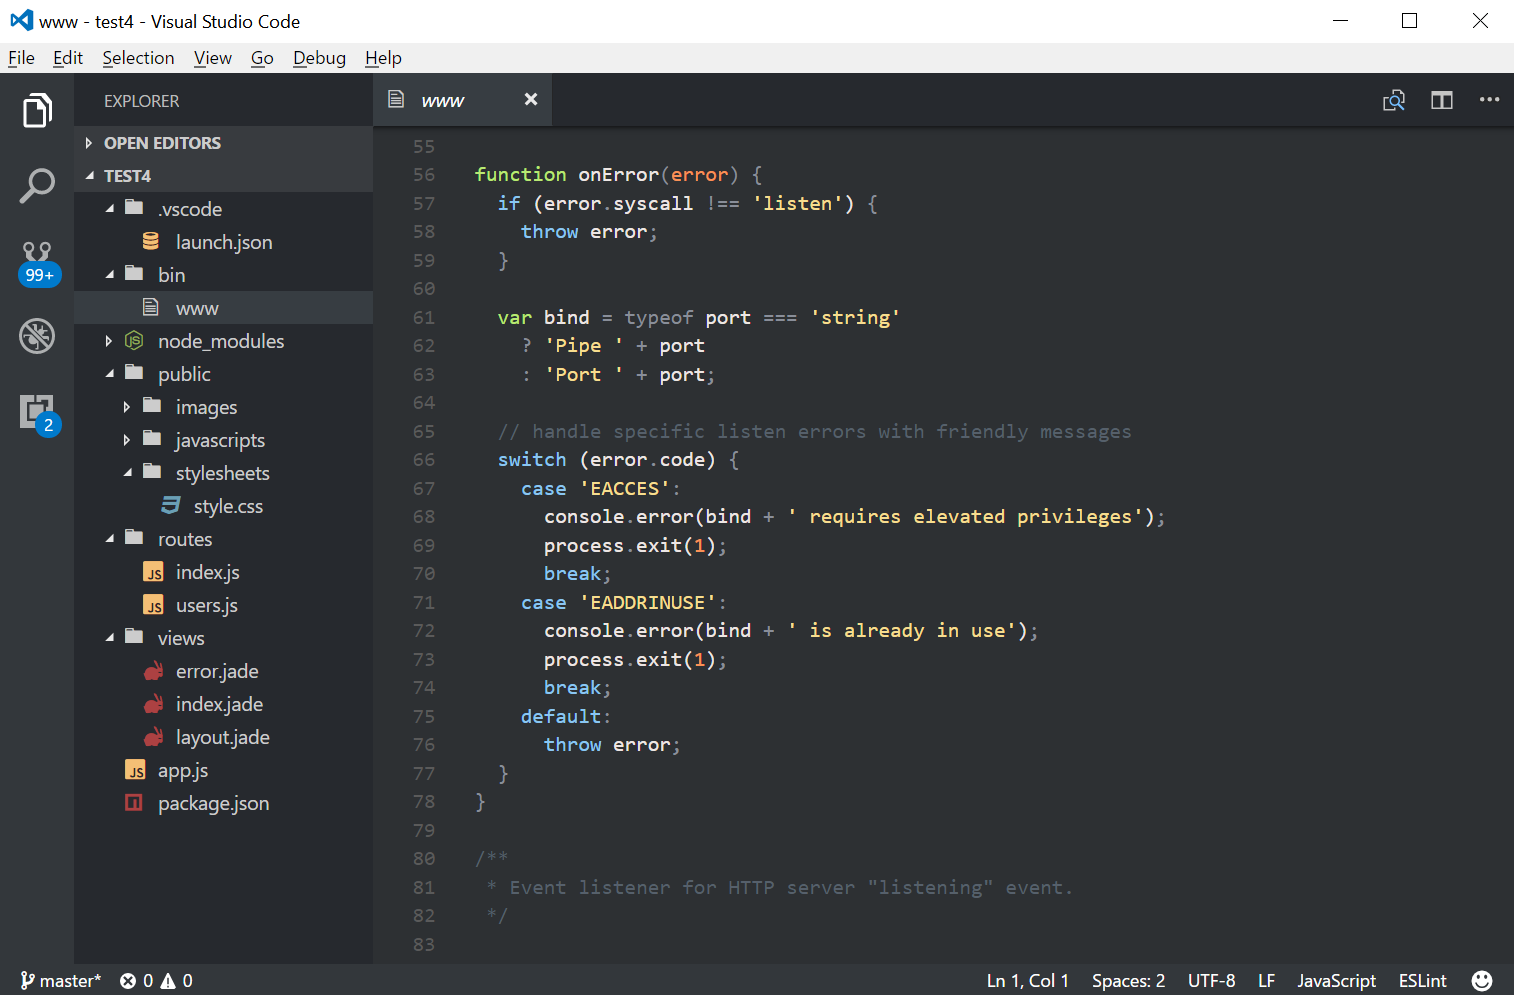 www - test4 - Visual Studio Code
File Edit Selection View Go Debug Help
EXPLORER
OPEN EDITORS
TEST4
.vscode
launch.json
bin
www
node_modules
public
images
javascripts
stylesheets
style.css
routes
index.js
users.js
views
error.jade
index.jade
layout.jade
app.js
package.json
99+
2
www
55
56 function onError(error) {
57 if (error.syscall !== 'listen') {
58 throw error;
59 }
60
61 var bind = typeof port === 'string'
62 ? 'Pipe ' + port
63 : 'Port ' + port;
64
65 // handle specific listen errors with friendly messages
66 switch (error.code) {
67 case 'EACCES':
68 console.error(bind + ' requires elevated privileges');
69 process.exit(1);
70 break;
71 case 'EADDRINUSE':
72 console.error(bind + ' is already in use');
73 process.exit(1);
74 break;
75 default:
76 throw error;
77 }
78 }
79
80 /**
81 * Event listener for HTTP server "listening" event.
82 */
83
master* 0 0 Ln 1, Col 1 Spaces: 2 UTF-8 LF JavaScript ESLint